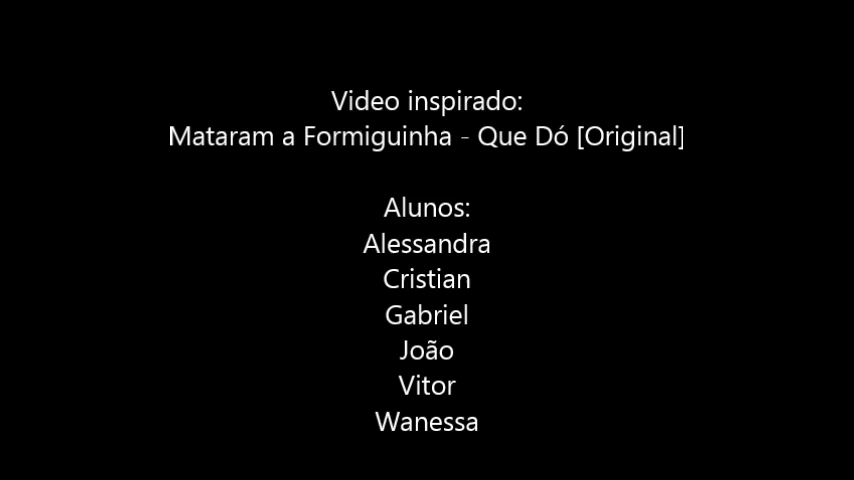 Video inspirado:
Mataram a Formiguinha - Que Dó [Original]
Alunos:
Alessandra
Cristian
Gabriel
João
Vitor
Wanessa